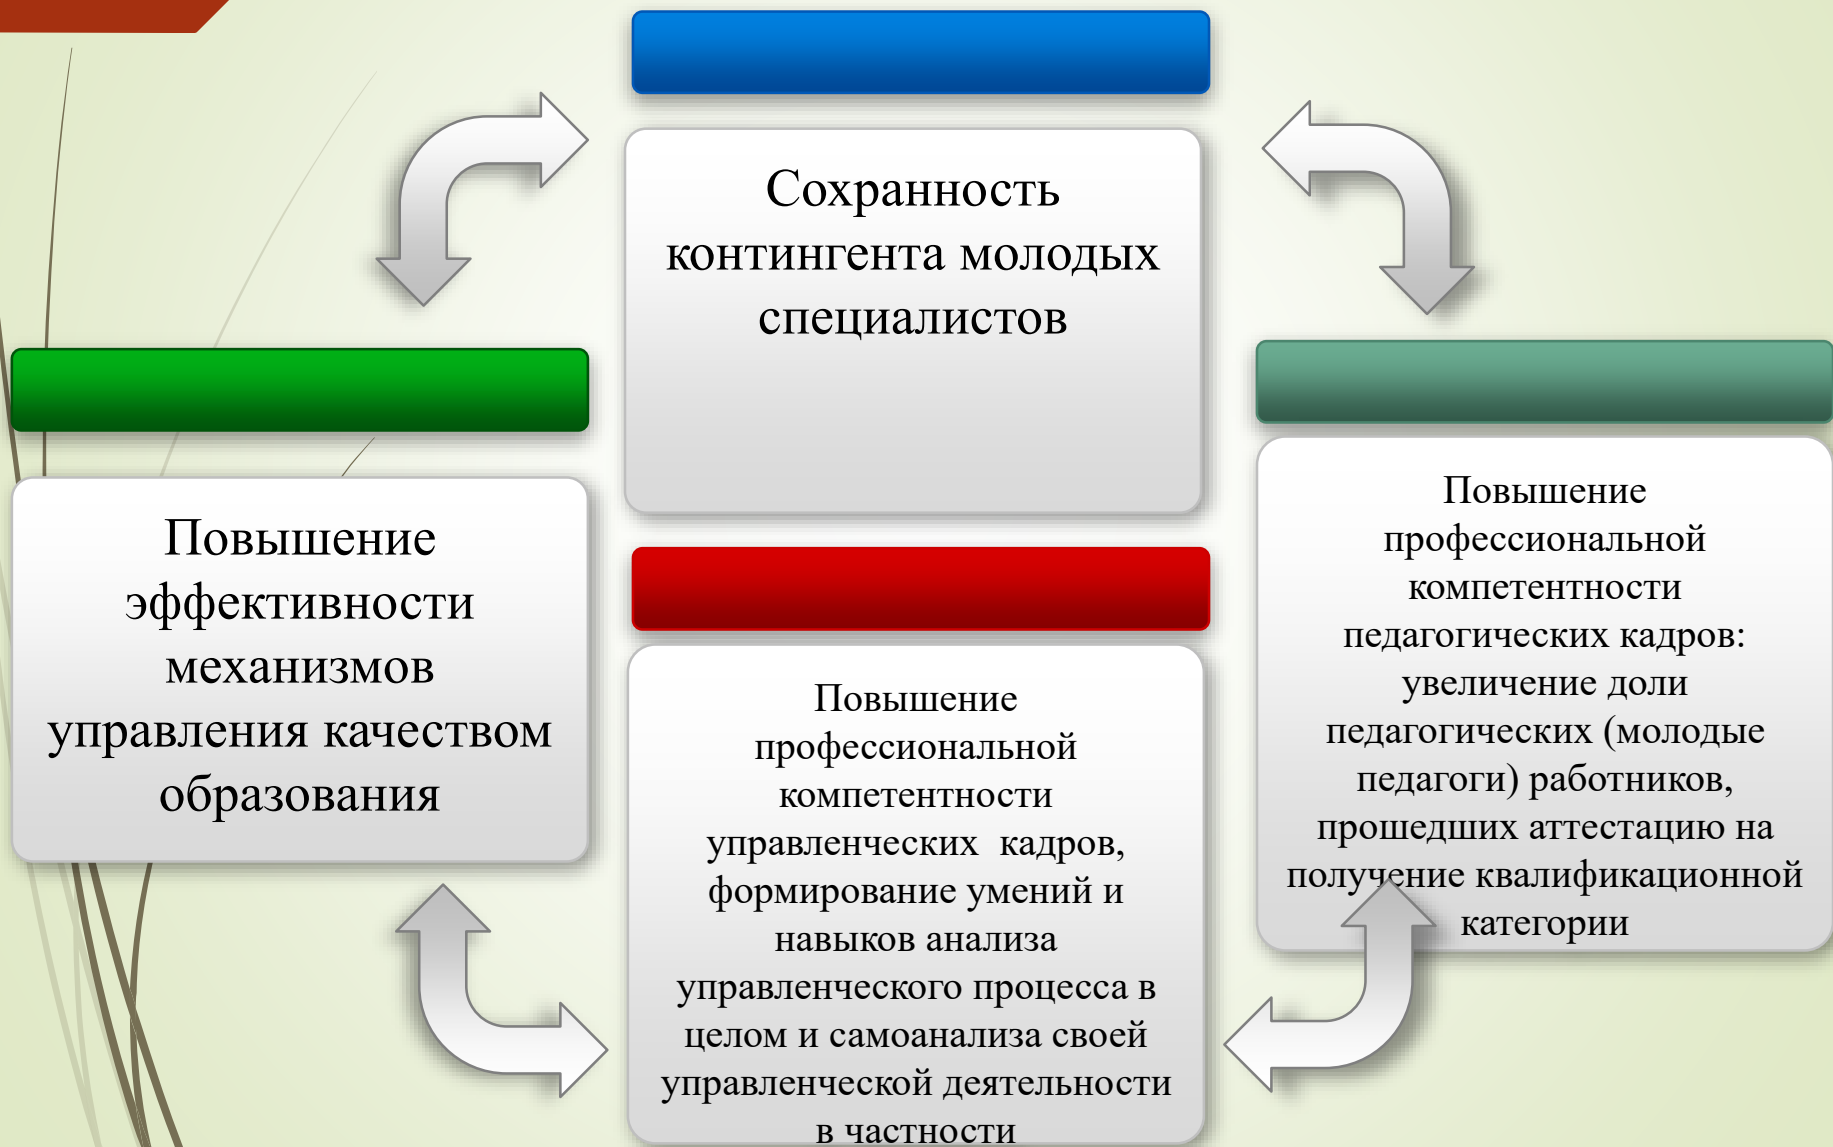 Сохранность
контингента молодых
специалистов
Повышение
эффективности
механизмов
управления качеством
образования
Повышение
профессиональной
компетентности
управленческих  кадров,
формирование умений и
навыков анализа
управленческого процесса в
целом и самоанализа своей
управленческой деятельности
в частности
Повышение
профессиональной
компетентности
педагогических кадров:
увеличение доли
педагогических (молодые
педагоги) работников,
прошедших аттестацию на
получение квалификационной
категории